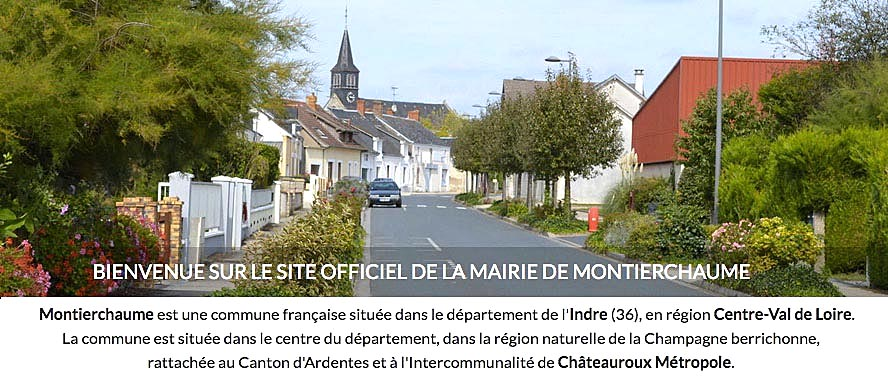 BIENVENUE SUR LE SITE OFFICIEL DE LA MAIRIE DE MONTIERCHAUME
Montierchaume est une commune française située dans le département de l'Indre (36), en région Centre-Val de Loire.
La commune est située dans le centre du département, dans la région naturelle de la Champagne berrichonne,
rattachée au Canton d'Ardentes et à l'Intercommunalité de Châteauroux Métropole.